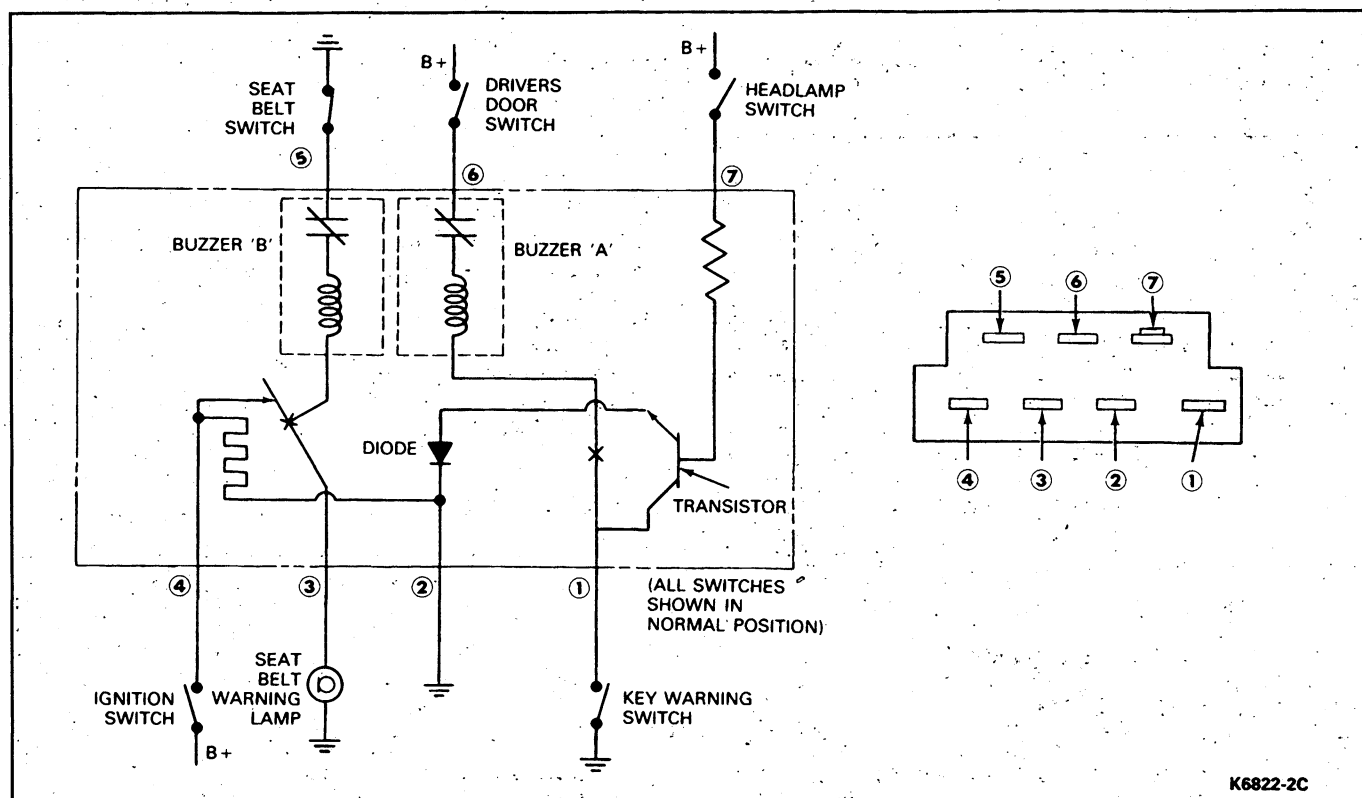 B+
SEAT
BELT
SWITCH
B+
DRIVERS
DOOR
SWITCH
B+
HEADLAMP
SWITCH
5
6
7
BUZZER 'B'
BUZZER 'A'
DIODE
TRANSISTOR
4
3
2
1
(ALL SWITCHES
SHOWN IN
NORMAL POSITION)
IGNITION
SWITCH
B+
SEAT
BELT
WARNING
LAMP
KEY WARNING
SWITCH
5
6
7
4
3
2
1
K6822-2C